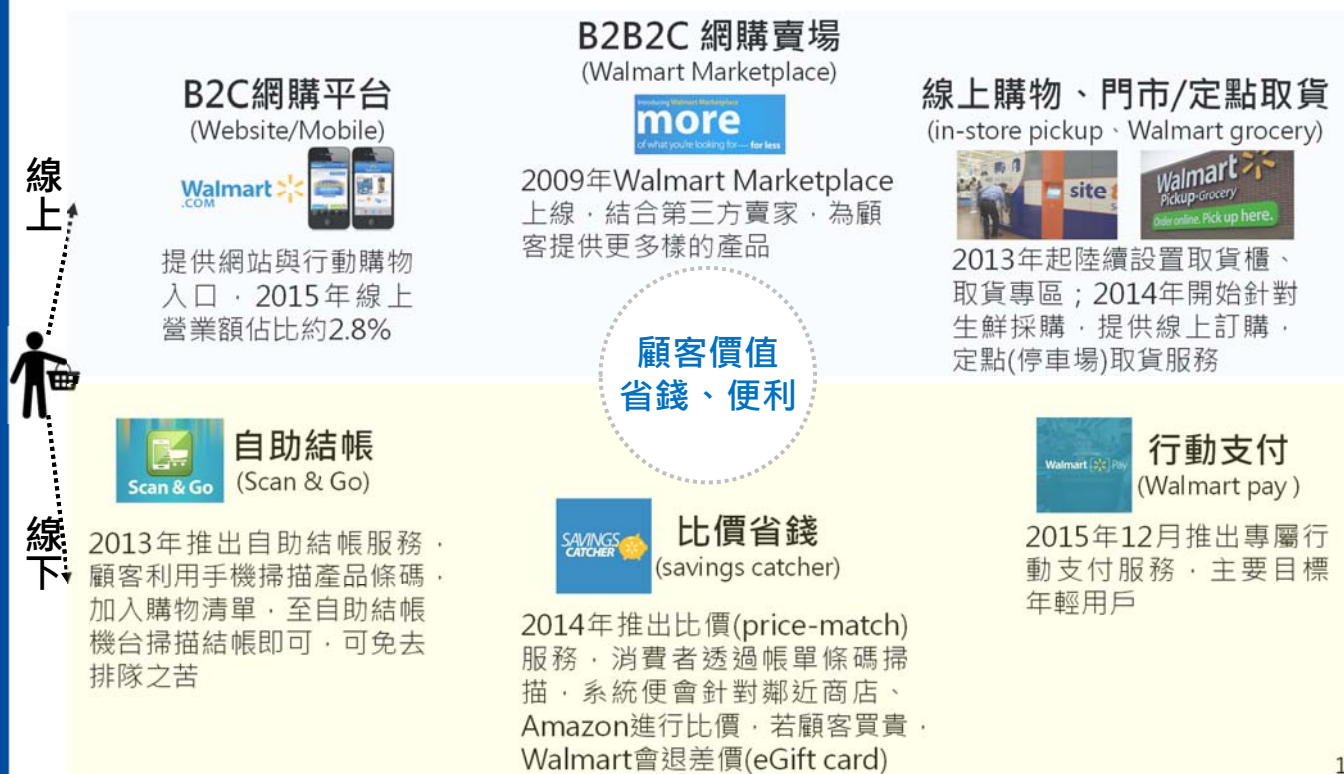 B2B2C 網購賣場
(Walmart Marketplace)
Introducing Walmart Marketplace
more
of what you're looking for— for less
2009年Walmart Marketplace
上線，結合第三方賣家，為顧
客提供更多樣的產品
B2C網購平台
(Website/Mobile)
Walmart
.COM
提供網站與行動購物
入口，2015年線上
營業額佔比約2.8%
線上購物、門市/定點取貨
(in-store pickup、Walmart grocery)
site
Walmart
Pickup-Grocery
Order online. Pick up here.
2013年起陸續設置取貨櫃、
取貨專區；2014年開始針對
生鮮採購，提供線上訂購，
定點(停車場)取貨服務
線上
顧客價值
省錢、便利
線下
Scan & Go
自助結帳
(Scan & Go)
2013年推出自助結帳服務，
顧客利用手機掃描產品條碼，
加入購物清單，至自助結帳
機台掃描結帳即可，可免去
排隊之苦
SAVINGS
CATCHER
比價省錢
(savings catcher)
2014年推出比價(price-match)
服務，消費者透過帳單條碼掃
描，系統便會針對鄰近商店、
Amazon進行比價，若顧客買貴，
Walmart會退差價(eGift card)
Walmart Pay
行動支付
(Walmart pay )
2015年12月推出專屬行
動支付服務，主要目標
年輕用戶